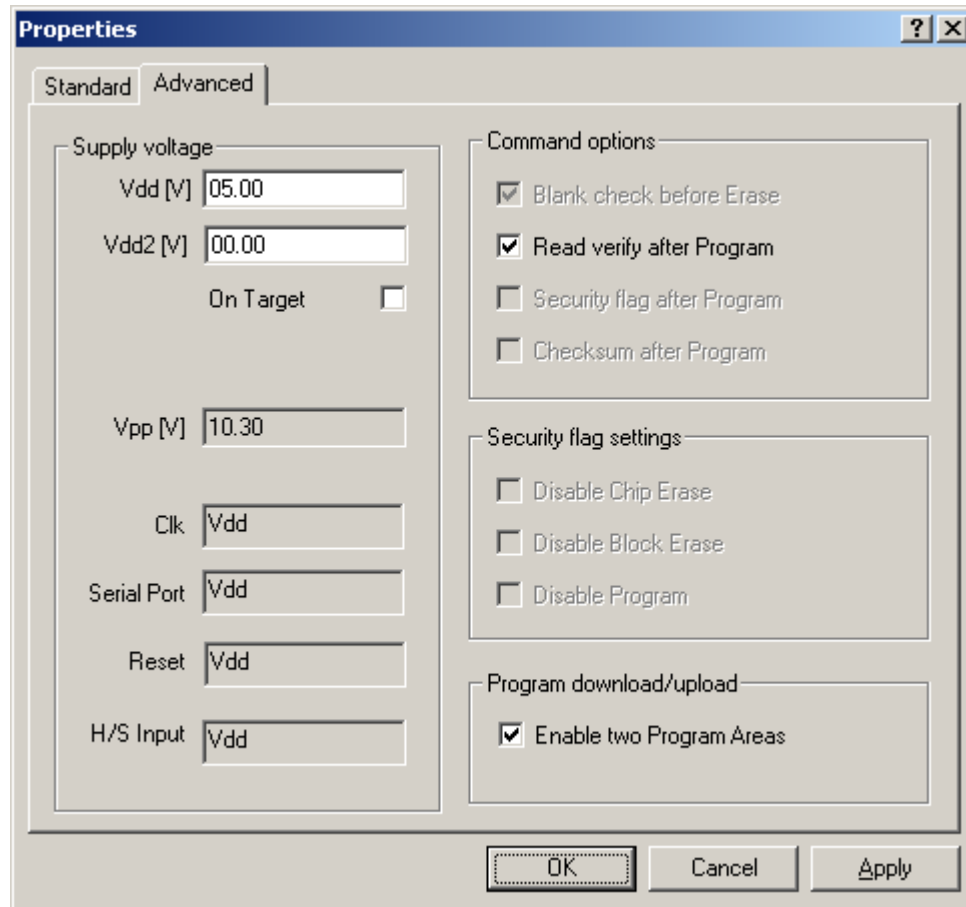 Properties
Standard
Advanced
Supply voltage
Vdd [V] 05.00
Vdd2 [V] 00.00
On Target
Vpp [V] 10.30
Clk Vdd
Serial Port Vdd
Reset Vdd
H/S Input Vdd
Command options
Blank check before Erase
Read verify after Program
Security flag after Program
Checksum after Program
Security flag settings
Disable Chip Erase
Disable Block Erase
Disable Program
Program download/upload
Enable two Program Areas
OK
Cancel
Apply